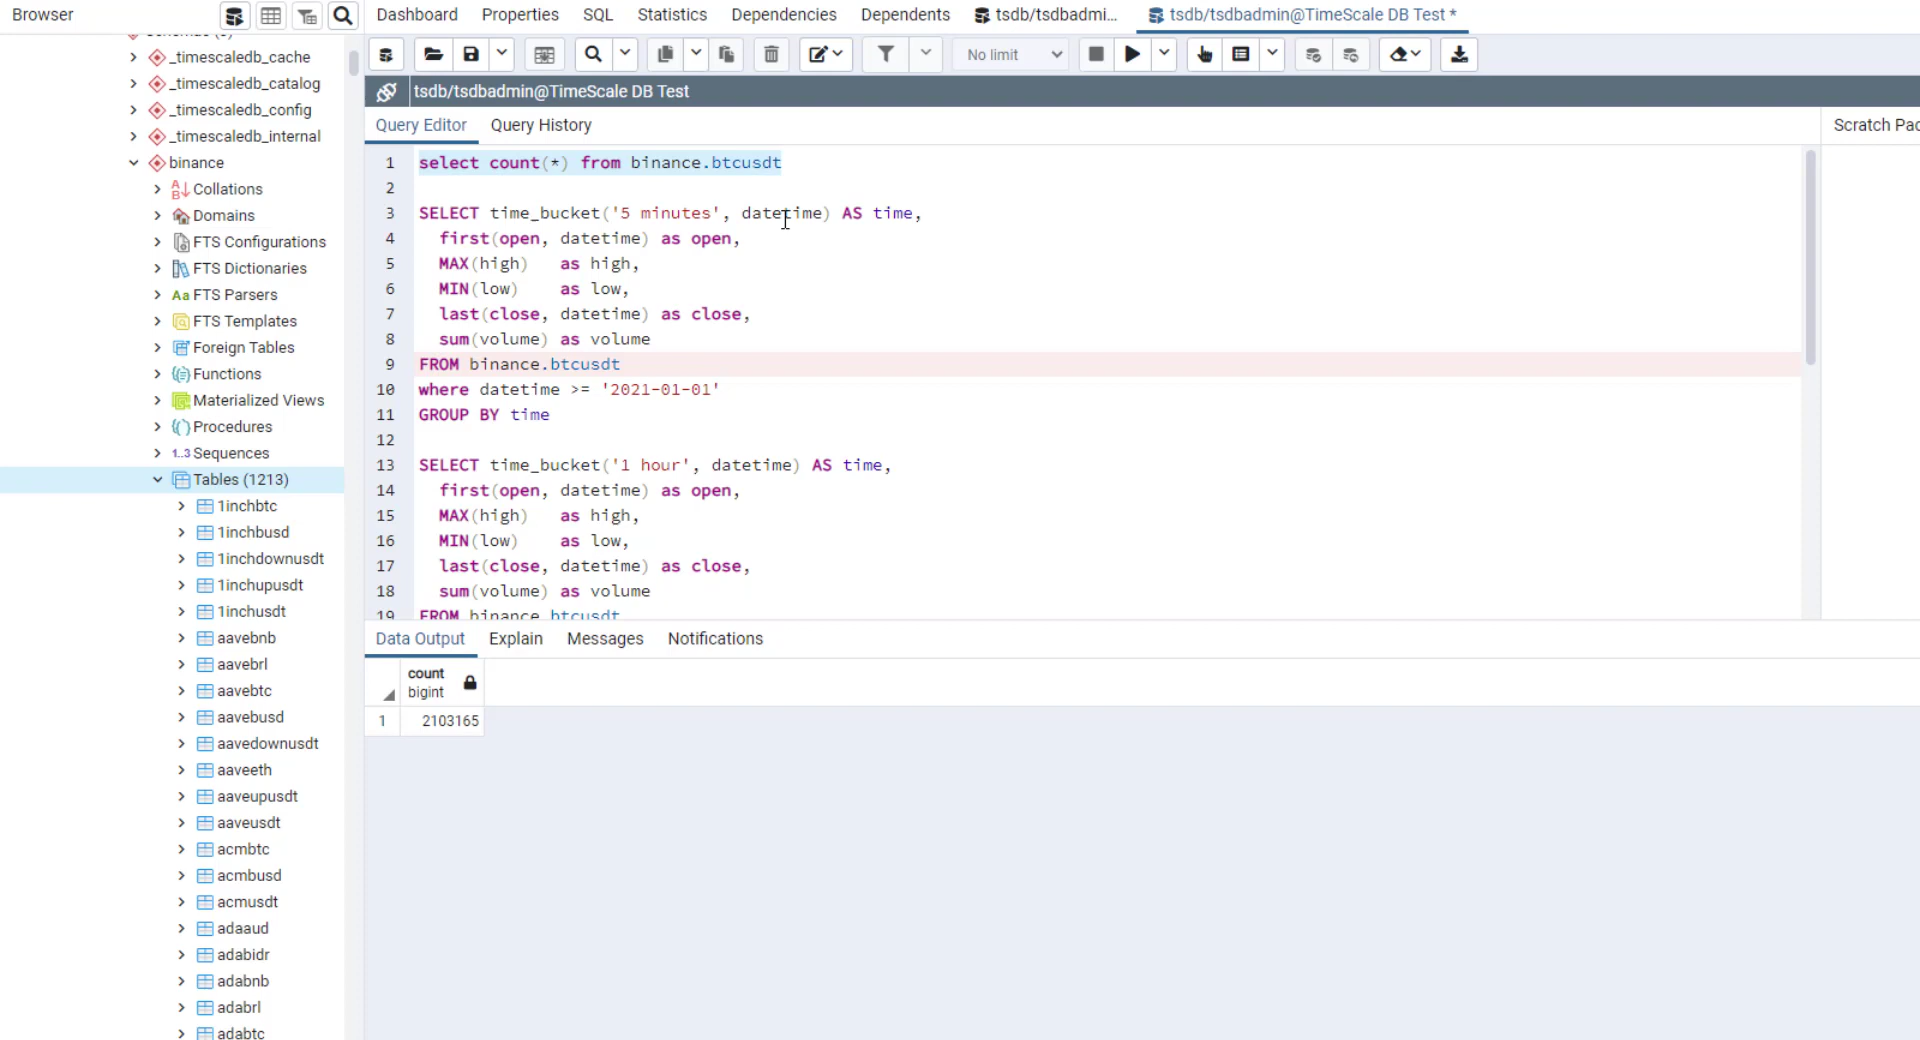 Browser
Dashboard Properties SQL Statistics Dependencies Dependents tsdb/tsdbadmi... tsdb/tsdbadmin@TimeScale DB Test *
No limit
_timescaledb_cache
_timescaledb_catalog
_timescaledb_config
_timescaledb_internal
binance
Collations
Domains
FTS Configurations
FTS Dictionaries
Aa FTS Parsers
FTS Templates
Foreign Tables
Functions
Materialized Views
Procedures
1..3 Sequences
Tables (1213)
1inchbtc
1inchbusd
1inchdownusdt
1inchupusdt
1inchusdt
aavebnb
aavebrl
aavebtc
aavebusd
aavedownusdt
aaveeth
aaveupusdt
aaveusdt
acmbtc
acmbusd
acmusdt
adaaud
adabidr
adabnb
adabrl
adabtc
tsdb/tsdbadmin@TimeScale DB Test
Query Editor Query History
Scratch Pad
1 select count(*) from binance.btcusdt
2
3 SELECT time_bucket('5 minutes', datetime) AS time,
4 first(open, datetime) as open,
5 MAX(high) as high,
6 MIN(low) as low,
7 last(close, datetime) as close,
8 sum(volume) as volume
9 FROM binance.btcusdt
10 where datetime >= '2021-01-01'
11 GROUP BY time
12
13 SELECT time_bucket('1 hour', datetime) AS time,
14 first(open, datetime) as open,
15 MAX(high) as high,
16 MIN(low) as low,
17 last(close, datetime) as close,
18 sum(volume) as volume
19 FROM binance.btcusdt
Data Output Explain Messages Notifications
count
bigint
1 2103165